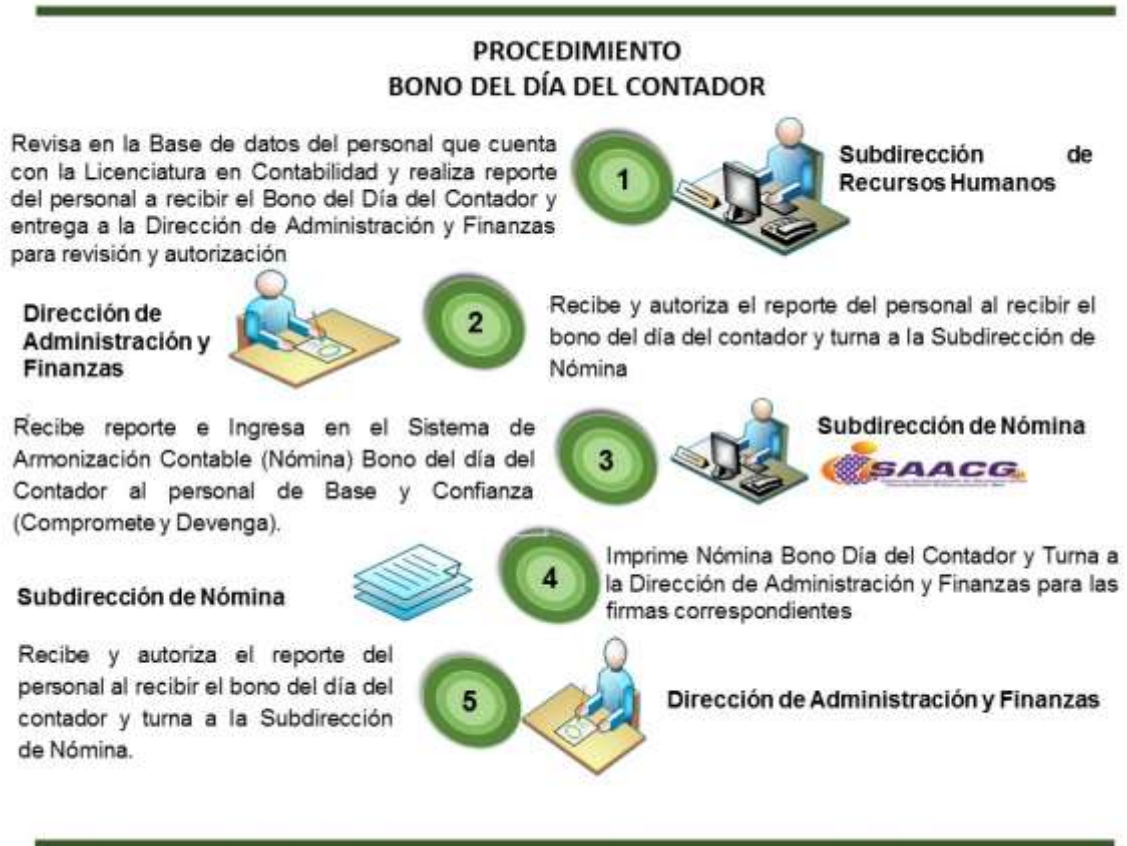 PROCEDIMIENTO
BONO DEL DÍA DEL CONTADOR
Revisa en la Base de datos del personal que cuenta
con la Licenciatura en Contabilidad y realiza reporte
del personal a recibir el Bono del Día del Contador y
entrega a la Dirección de Administración y Finanzas
para revisión y autorización
1
Subdirección de
Recursos Humanos
Dirección de
Administración y
Finanzas
2
Recibe y autoriza el reporte del personal al recibir el
bono del día del contador y turna a la Subdirección de
Nómina
Recibe reporte e Ingresa en el Sistema de
Armonización Contable (Nómina) Bono del día del
Contador al personal de Base y Confianza
(Compromete y Devenga).
3
Subdirección de Nómina
SAACG
Subdirección de Nómina
4
Imprime Nómina Bono Día del Contador y Turna a
la Dirección de Administración y Finanzas para las
firmas correspondientes
Recibe y autoriza el reporte del
personal al recibir el bono del día del
contador y turna a la Subdirección
de Nómina.
5
Dirección de Administración y Finanzas